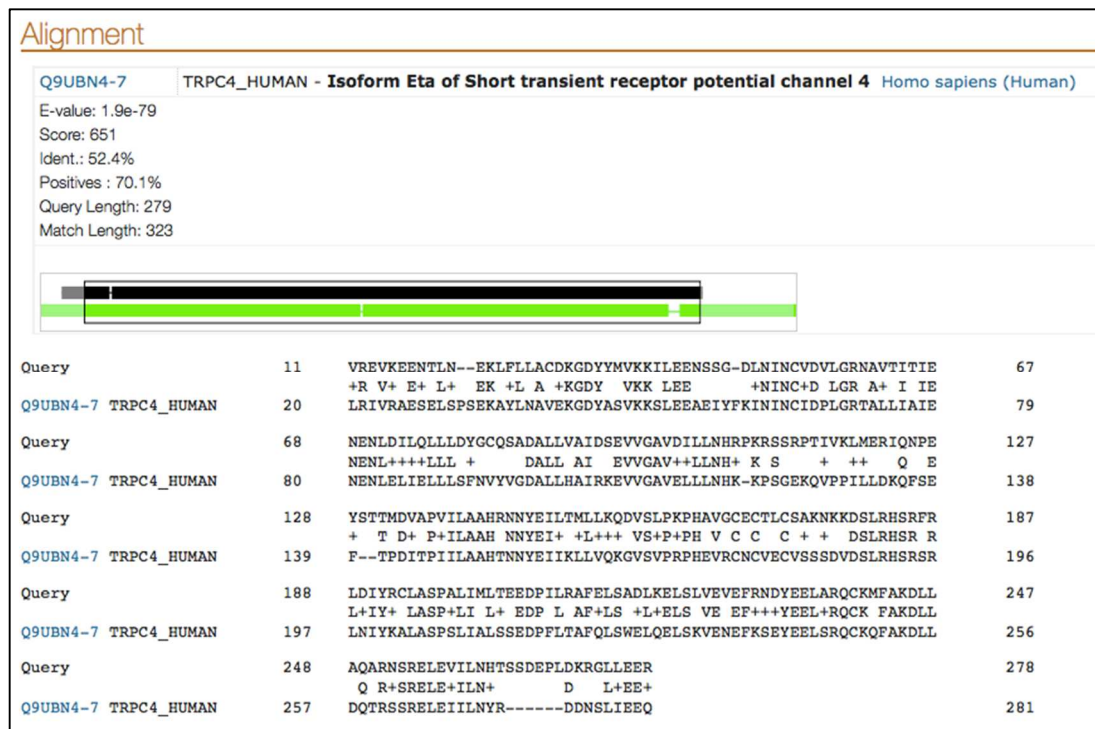 Alignment
Q9UBN4-7 TRPC4_HUMAN - Isoform Eta of Short transient receptor potential channel 4 Homo sapiens (Human)
E-value: 1.9e-79
Score: 651
Ident.: 52.4%
Positives : 70.1%
Query Length: 279
Match Length: 323
Query 11 VREVKEENTLN--EKLFLLACDKGDYYMVKKILEENSSG-DLNINCVDVLGRNAVTITIE 67
+R V+ E+ L+ EK +L A +KGDY VKK LEE +NINC+D LGR A+ I IE
Q9UBN4-7 TRPC4_HUMAN 20 LRIVRAESELSPSEKAYLNAVEKGDYASVKKSLEEAEIYFKININCIDPLGRTALLIAIE 79
Query 68 NENLDILQLLLDYGCQSADALLVAIDSEVVGAVDILLNHRPKRSSRPTIVKLMERIQNPE 127
NENL++++LLL + DALL AI EVVGAV++LLNH+ K S + ++ Q E
Q9UBN4-7 TRPC4_HUMAN 80 NENLELIELLLSFNVYVGDALLHAIRKEVVGAVELLLNHK-KPSGEKQVPPILLDKQFSE 138
Query 128 YSTTMDVAPVILAAHRNNYEILTMLLKQDVSLPKPHAVGCECTLCSAKNKKDSLRHSRFR 187
+ T D+ P+ILAAH NNYEI+ +L+++ VS+P+PH V C C C + + DSLRHSR R
Q9UBN4-7 TRPC4_HUMAN 139 F--TPDITPIILAAHTNNYEIIKLLVQKGVSVPRPHEVRCNCVECVSSSDVDSLRHSRSR 196
Query 188 LDIYRCLASPALIMLTEEDPILRAFELSADLKELSLVEVEFRNDYEELARQCKMFAKDLL 247
L+IY+ LASP+LI L+ EDP L AF+LS +L+ELS VE EF+++YEEL+RQCK FAKDLL
Q9UBN4-7 TRPC4_HUMAN 197 LNIYKALASPSLIALSSEDPFLTAFQLSWELQELSKVENEFKSEYEELSRQCKQFAKDLL 256
Query 248 AQARNSRELEVILNHTSSDEPLDKRGLLEER 278
Q R+SRELE+ILN+ D L+EE+
Q9UBN4-7 TRPC4_HUMAN 257 DQTRSSRELEIILNYR------DDNSLIEEQ 281